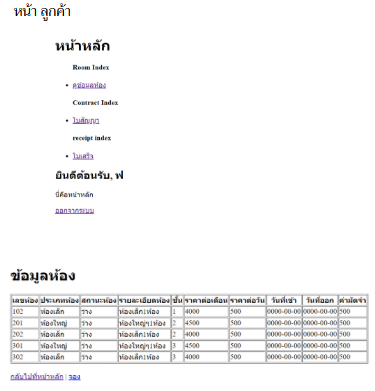 หน้า ลูกค้า
หน้าหลัก
Room Index
ดูข้อมูลห้อง
Contract Index
ใบสัญญา
receipt index
ใบเสร็จ
ยินดีต้อนรับ, ฟ
นี่คือหน้าหลัก
ออกจากระบบ
ข้อมูลห้อง
เลขห้อง ประเภทห้อง สถานะห้อง รายละเอียดห้อง ชั้น ราคาต่อเดือน ราคาต่อวัน วันที่เช่า วันที่ออก ค่ามัดจำ
102 ห้องเล็ก ว่าง ห้องเล็ก1ห้อง 1 4000 500 0000-00-00 0000-00-00 500
201 ห้องใหญ่ ว่าง ห้องใหญ่ๆ1ห้อง 2 4500 500 0000-00-00 0000-00-00 500
202 ห้องเล็ก ว่าง ห้องเล็ก1ห้อง 2 4000 500 0000-00-00 0000-00-00 500
301 ห้องใหญ่ ว่าง ห้องใหญ่ๆ1ห้อง 3 4500 500 0000-00-00 0000-00-00 500
302 ห้องเล็ก ว่าง ห้องเล็ก1ห้อง 3 4000 500 0000-00-00 0000-00-00 500
กลับไปที่หน้าหลัก | จอง